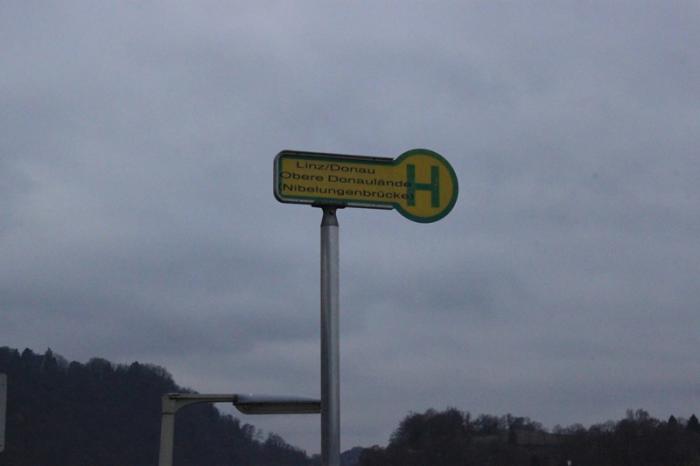 Linz/Donau
Obere Donaulände
(Nibelungenbrücke)
H